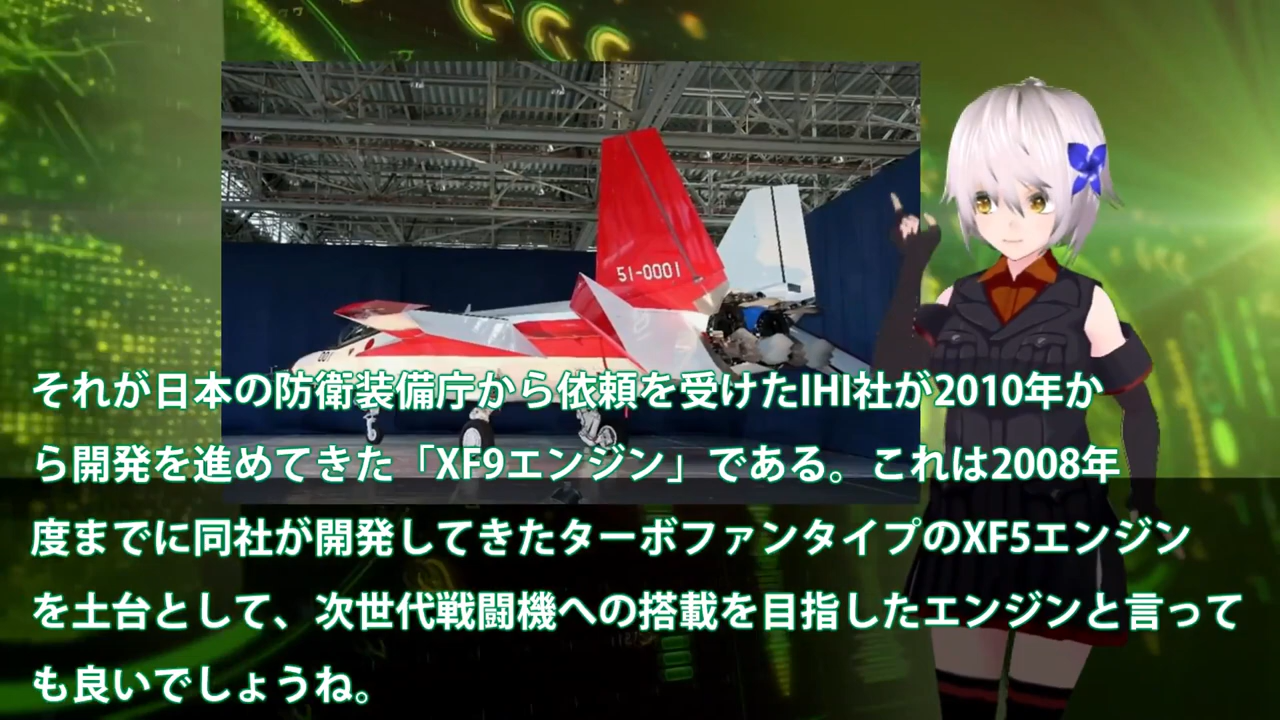 51-0001
001
それが日本の防衛装備庁から依頼を受けたIHI社が2010年か
ら開発を進めてきた「XF9エンジン」である。これは2008年
度までに同社が開発してきたターボファンタイプのXF5エンジン
を土台として、次世代戦闘機への搭載を目指したエンジンと言って
も良いでしょうね。